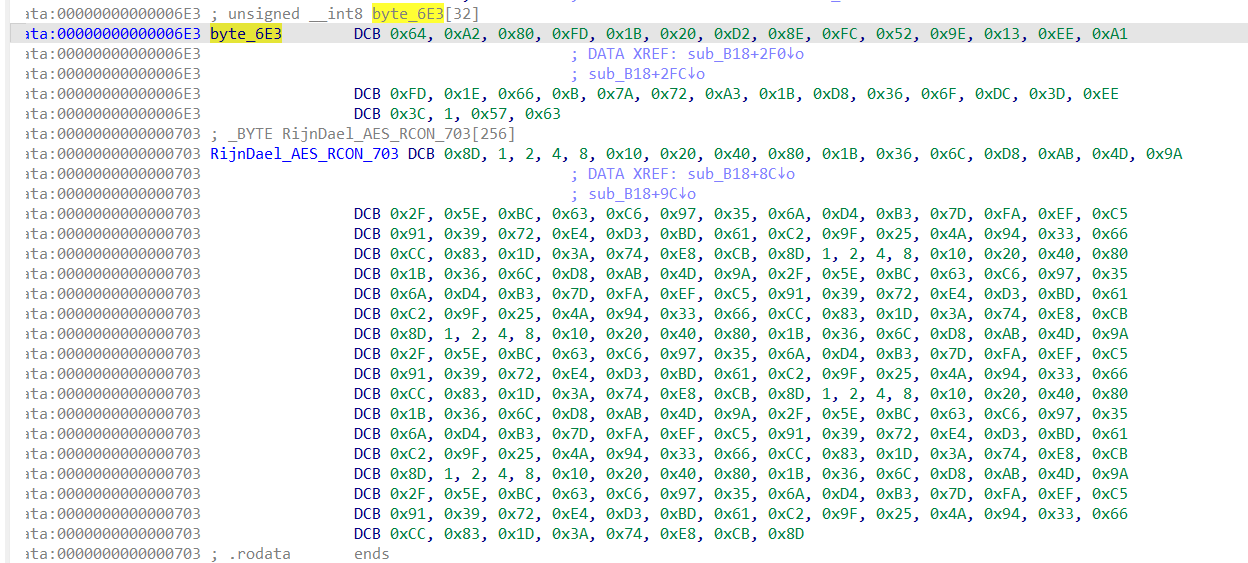 ata:00000000000006E3 ; unsigned __int8 byte_6E3[32]
ata:00000000000006E3 byte_6E3 DCB 0x64, 0xA2, 0x80, 0xFD, 0x1B, 0x20, 0xD2, 0x8E, 0xFC, 0x52, 0x9E, 0x13, 0xEE, 0xA1
ata:00000000000006E3 ; DATA XREF: sub_B18+2F0↓o
ata:00000000000006E3 ; sub_B18+2FC↓o
ata:00000000000006E3 DCB 0xFD, 0x1E, 0x66, 0xB, 0x7A, 0x72, 0xA3, 0x1B, 0xD8, 0x36, 0x6F, 0xDC, 0x3D, 0xEE
ata:00000000000006E3 DCB 0x3C, 1, 0x57, 0x63
ata:0000000000000703 ; _BYTE RijnDael_AES_RCON_703[256]
ata:0000000000000703 RijnDael_AES_RCON_703 DCB 0x8D, 1, 2, 4, 8, 0x10, 0x20, 0x40, 0x80, 0x1B, 0x36, 0x6C, 0xD8, 0xAB, 0x4D, 0x9A
ata:0000000000000703 ; DATA XREF: sub_B18+8C↓o
ata:0000000000000703 ; sub_B18+9C↓o
ata:0000000000000703 DCB 0x2F, 0x5E, 0xBC, 0x63, 0xC6, 0x97, 0x35, 0x6A, 0xD4, 0xB3, 0x7D, 0xFA, 0xEF, 0xC5
ata:0000000000000703 DCB 0x91, 0x39, 0x72, 0xE4, 0xD3, 0xBD, 0x61, 0xC2, 0x9F, 0x25, 0x4A, 0x94, 0x33, 0x66
ata:0000000000000703 DCB 0xCC, 0x83, 0x1D, 0x3A, 0x74, 0xE8, 0xCB, 0x8D, 1, 2, 4, 8, 0x10, 0x20, 0x40, 0x80
ata:0000000000000703 DCB 0x1B, 0x36, 0x6C, 0xD8, 0xAB, 0x4D, 0x9A, 0x2F, 0x5E, 0xBC, 0x63, 0xC6, 0x97, 0x35
ata:0000000000000703 DCB 0x6A, 0xD4, 0xB3, 0x7D, 0xFA, 0xEF, 0xC5, 0x91, 0x39, 0x72, 0xE4, 0xD3, 0xBD, 0x61
ata:0000000000000703 DCB 0xC2, 0x9F, 0x25, 0x4A, 0x94, 0x33, 0x66, 0xCC, 0x83, 0x1D, 0x3A, 0x74, 0xE8, 0xCB
ata:0000000000000703 DCB 0x8D, 1, 2, 4, 8, 0x10, 0x20, 0x40, 0x80, 0x1B, 0x36, 0x6C, 0xD8, 0xAB, 0x4D, 0x9A
ata:0000000000000703 DCB 0x2F, 0x5E, 0xBC, 0x63, 0xC6, 0x97, 0x35, 0x6A, 0xD4, 0xB3, 0x7D, 0xFA, 0xEF, 0xC5
ata:0000000000000703 DCB 0x91, 0x39, 0x72, 0xE4, 0xD3, 0xBD, 0x61, 0xC2, 0x9F, 0x25, 0x4A, 0x94, 0x33, 0x66
ata:0000000000000703 DCB 0xCC, 0x83, 0x1D, 0x3A, 0x74, 0xE8, 0xCB, 0x8D, 1, 2, 4, 8, 0x10, 0x20, 0x40, 0x80
ata:0000000000000703 DCB 0x1B, 0x36, 0x6C, 0xD8, 0xAB, 0x4D, 0x9A, 0x2F, 0x5E, 0xBC, 0x63, 0xC6, 0x97, 0x35
ata:0000000000000703 DCB 0x6A, 0xD4, 0xB3, 0x7D, 0xFA, 0xEF, 0xC5, 0x91, 0x39, 0x72, 0xE4, 0xD3, 0xBD, 0x61
ata:0000000000000703 DCB 0xC2, 0x9F, 0x25, 0x4A, 0x94, 0x33, 0x66, 0xCC, 0x83, 0x1D, 0x3A, 0x74, 0xE8, 0xCB
ata:0000000000000703 DCB 0x8D, 1, 2, 4, 8, 0x10, 0x20, 0x40, 0x80, 0x1B, 0x36, 0x6C, 0xD8, 0xAB, 0x4D, 0x9A
ata:0000000000000703 DCB 0x2F, 0x5E, 0xBC, 0x63, 0xC6, 0x97, 0x35, 0x6A, 0xD4, 0xB3, 0x7D, 0xFA, 0xEF, 0xC5
ata:0000000000000703 DCB 0x91, 0x39, 0x72, 0xE4, 0xD3, 0xBD, 0x61, 0xC2, 0x9F, 0x25, 0x4A, 0x94, 0x33, 0x66
ata:0000000000000703 DCB 0xCC, 0x83, 0x1D, 0x3A, 0x74, 0xE8, 0xCB, 0x8D
ata:0000000000000703 ; .rodata ends